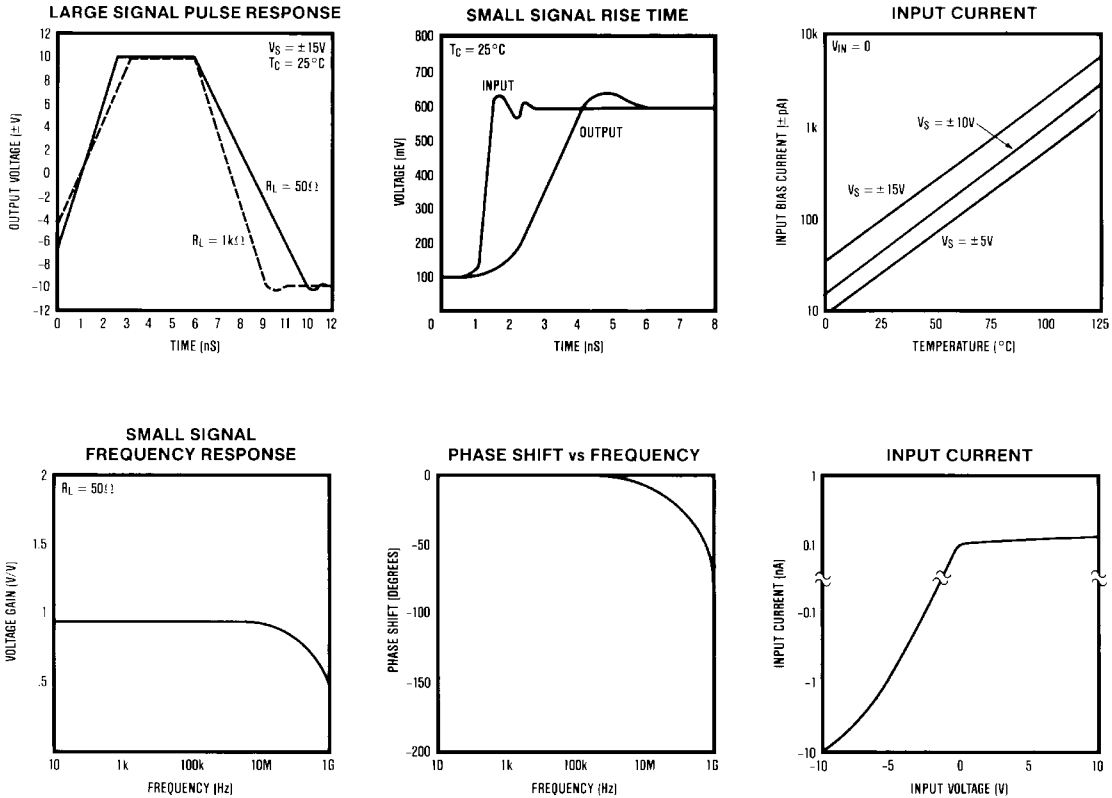 LARGE SIGNAL PULSE RESPONSE
12
10
8
6
4
2
0
-2
-4
-6
-8
-10
-12
OUTPUT VOLTAGE (±V)
VS = ±15V
TC = 25°C
RL = 50Ω
RL = 1kΩ
0 1 2 3 4 5 6 7 8 9 11 10 12
TIME (nS)
SMALL SIGNAL RISE TIME
800
700
600
500
400
300
200
100
0
VOLTAGE (mV)
TC = 25°C
INPUT
OUTPUT
1 2 3 4 5 6 7 8
TIME (nS)
INPUT CURRENT
10k
1k
100
10
INPUT BIAS CURRENT (±pA)
VIN = 0
VS = ±10V
VS = ±15V
VS = ±5V
0 25 50 75 100 125
TEMPERATURE (°C)
SMALL SIGNAL
FREQUENCY RESPONSE
2
1.5
1
.5
VOLTAGE GAIN (V/V)
RL = 50Ω
10 1k 100k 10M 1G
FREQUENCY (Hz)
PHASE SHIFT vs FREQUENCY
0
-50
-100
-150
-200
PHASE SHIFT (DEGREES)
10 1k 100k 10M 1G
FREQUENCY (Hz)
INPUT CURRENT
1
0.1
-0.1
-1
-10
INPUT CURRENT (nA)
-10 -5 0 5 10
INPUT VOLTAGE (V)